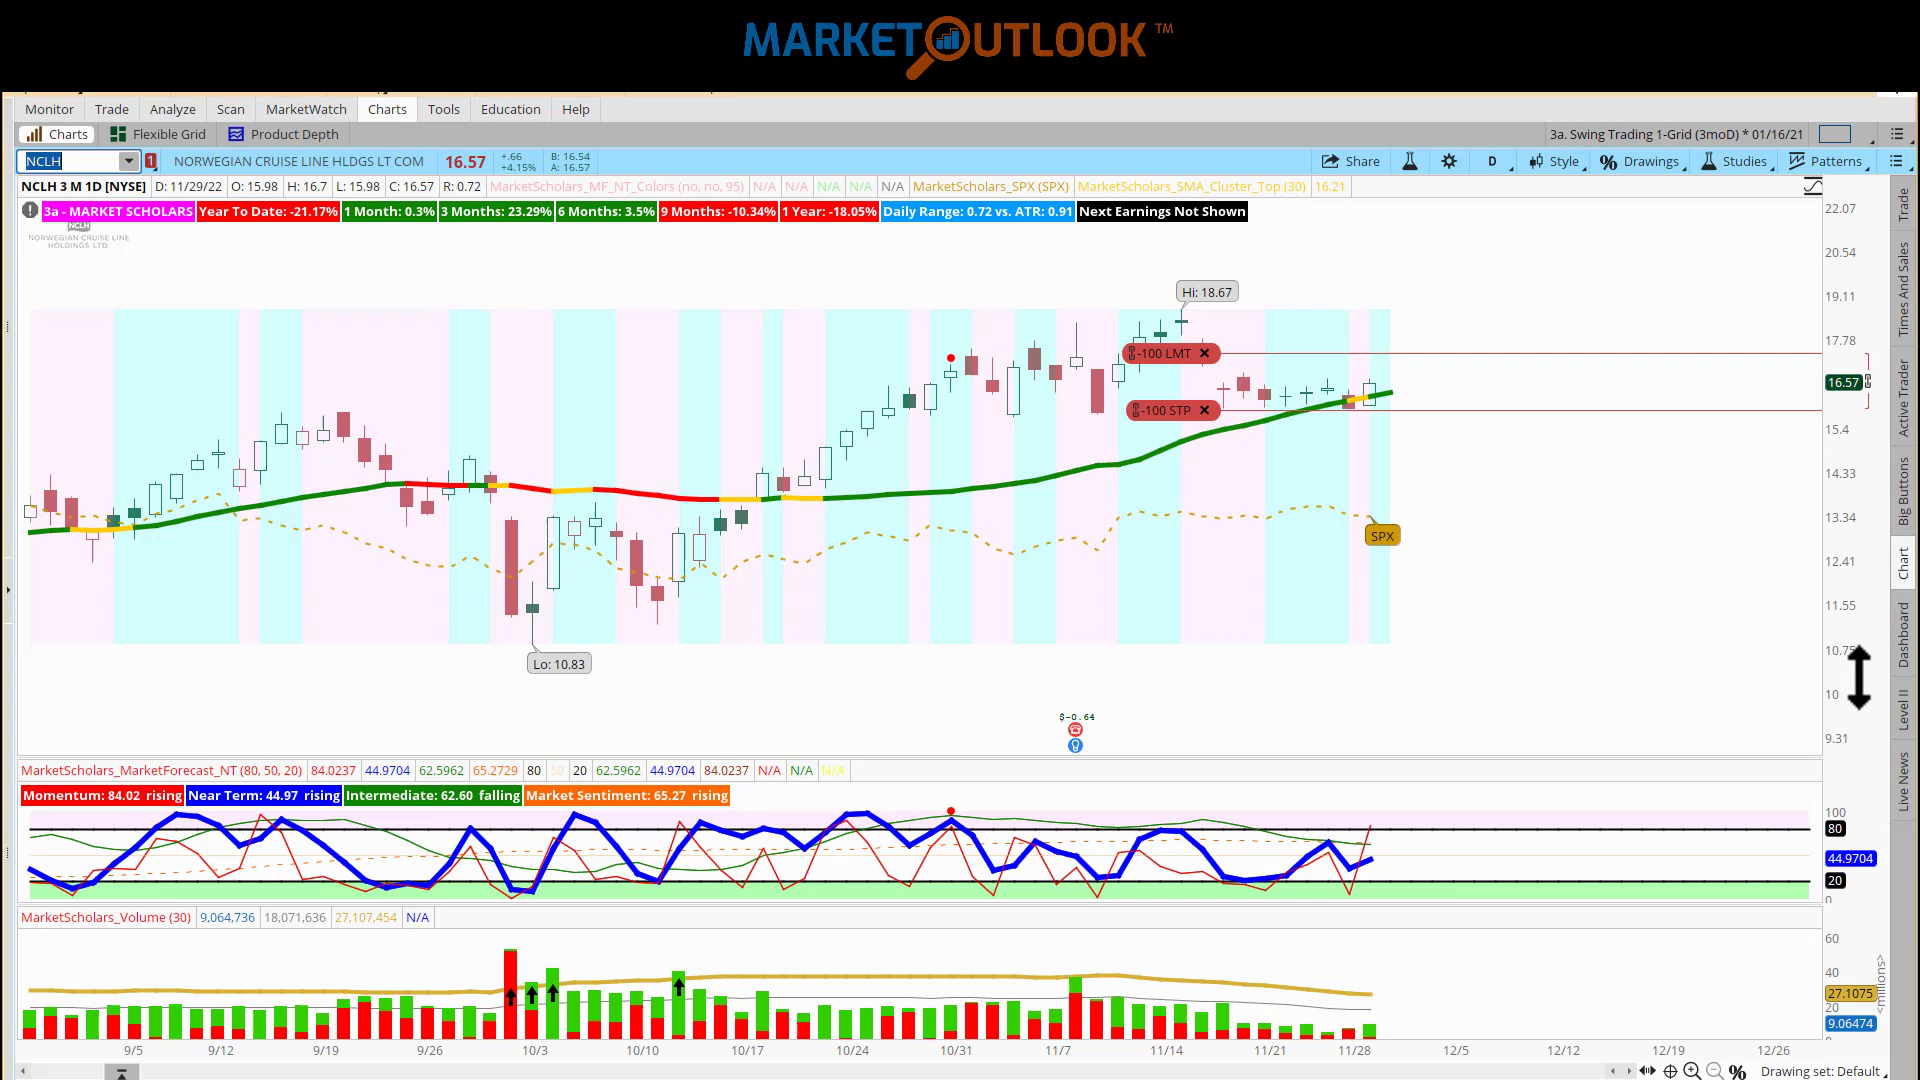 MARKETOUTLOOK™
Monitor Trade Analyze Scan MarketWatch Charts Tools Education Help
Charts Flexible Grid Product Depth 3a. Swing Trading 1-Grid (3moD) * 01/16/21
NCLH 1 NORWEGIAN CRUISE LINE HLDGS LT COM 16.57 +.66 B: 16.54 Share D Style Drawings Studies Patterns
+4.15% A: 16.57
NCLH 3 M 1D [NYSE] D: 11/29/22 O: 15.98 H: 16.7 L: 15.98 C: 16.57 R: 0.72 MarketScholars_MF_NT_Colors (no, no, 95) N/A N/A N/A N/A N/A MarketScholars_SPX (SPX) MarketScholars_SMA_Cluster_Top (30) 16.21
3a - MARKET SCHOLARS Year To Date: -21.17% 1 Month: 0.3% 3 Months: 23.29% 6 Months: 3.5% 9 Months: -10.34% 1 Year: -18.05% Daily Range: 0.72 vs. ATR: 0.91 Next Earnings Not Shown
NCLH
NORWEGIAN CRUISE LINE
HOLDINGS LTD.
22.07
20.54
Hi: 18.67
19.11
17.78
-100 LMT
16.57
-100 STP
15.4
14.33
13.34
SPX
12.41
11.55
Lo: 10.83
10.75
10
9.31
$-0.64
Trade
Times And Sales
Active Trader
Big Buttons
Chart
Dashboard
Level II
Live News
MarketScholars_MarketForecast_NT (80, 50, 20) 84.0237 44.9704 62.5962 65.2729 80 50 20 62.5962 44.9704 84.0237 N/A N/A N/A
Momentum: 84.02 rising Near Term: 44.97 rising Intermediate: 62.60 falling Market Sentiment: 65.27 rising
100
80
44.9704
20
0
MarketScholars_Volume (30) 9,064,736 18,071,636 27,107,454 N/A
60
40
27.1075
20
9.06474
<millions>
9/5 9/12 9/19 9/26 10/3 10/10 10/17 10/24 10/31 11/7 11/14 11/21 11/28 12/5 12/12 12/19 12/26
Drawing set: Default